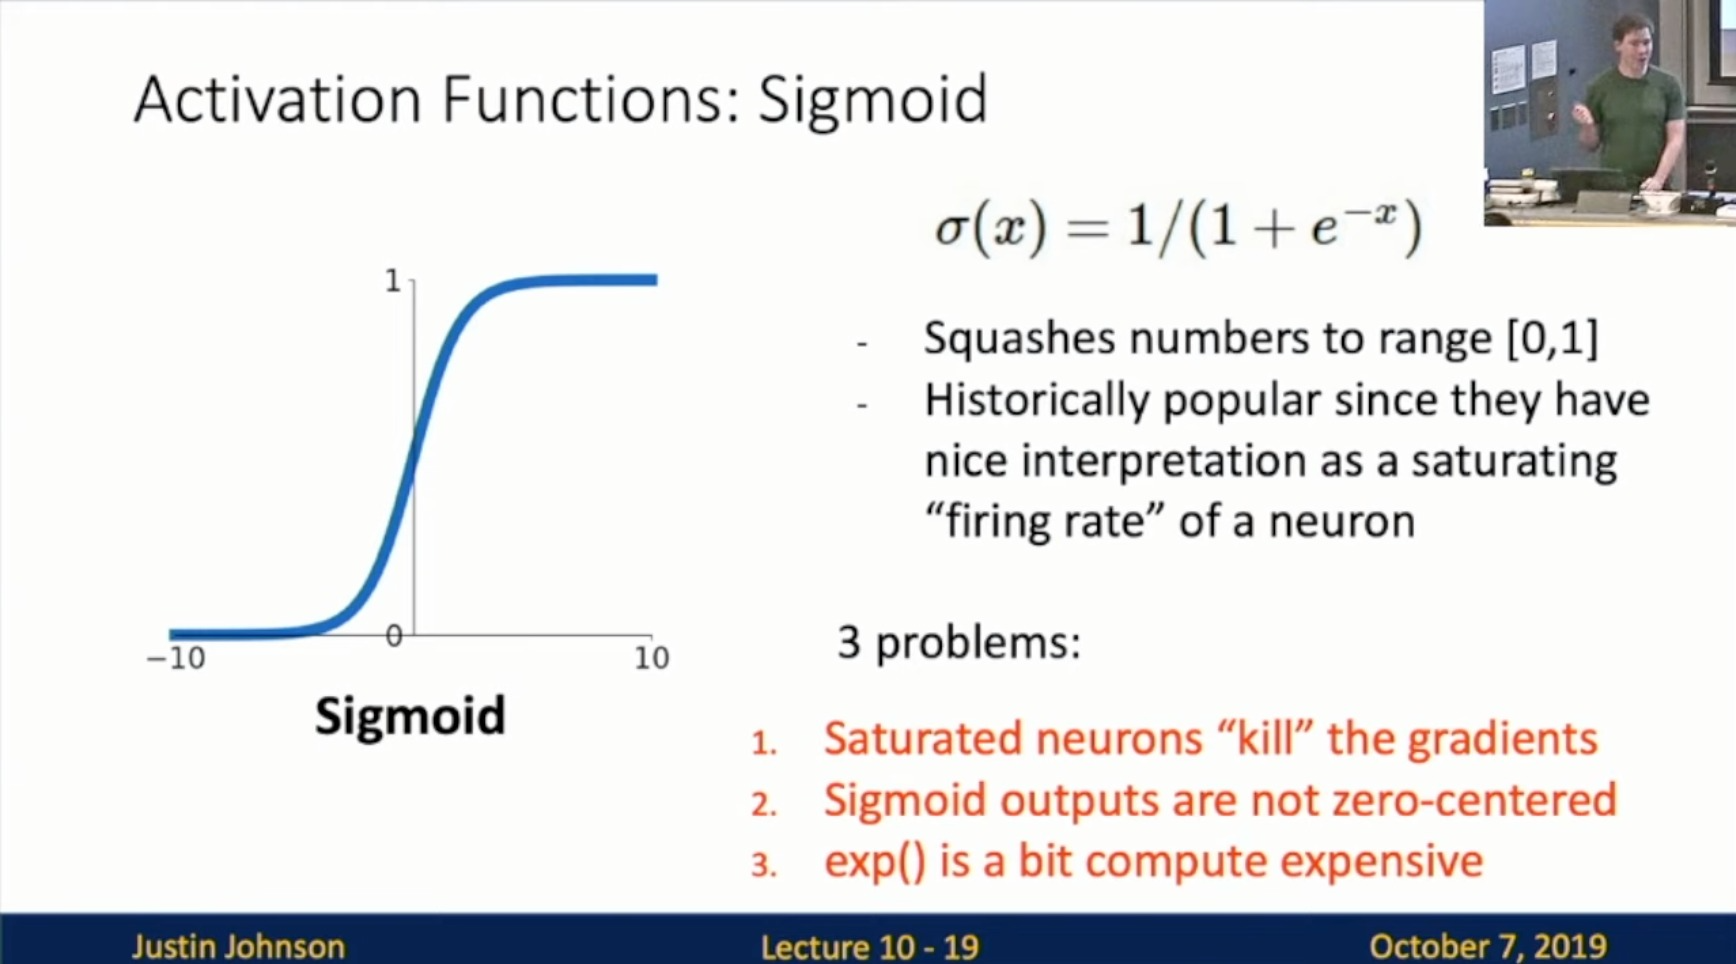 Activation Functions: Sigmoid
σ(x) = 1/(1 + e^{−x})
1
0
−10
10
Sigmoid
- Squashes numbers to range [0,1]
- Historically popular since they have
nice interpretation as a saturating
“firing rate” of a neuron
3 problems:
1. Saturated neurons “kill” the gradients
2. Sigmoid outputs are not zero-centered
3. exp() is a bit compute expensive
Justin Johnson
Lecture 10 - 19
October 7, 2019